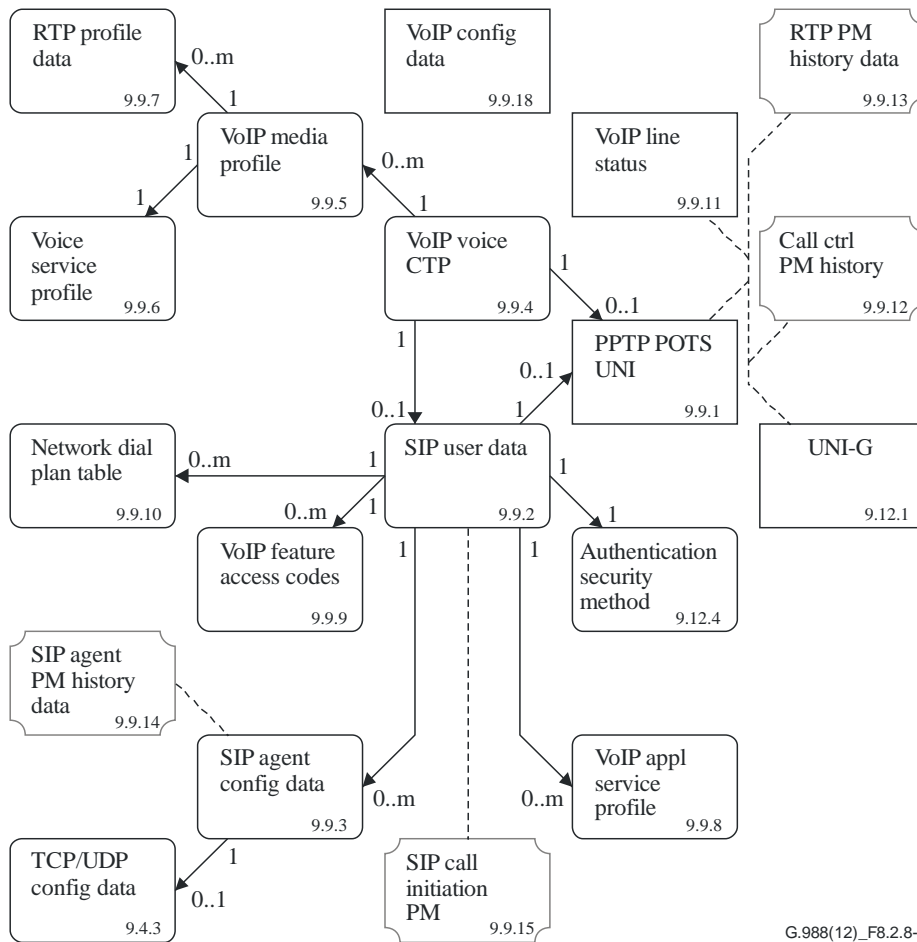 RTP profile
data
9.9.7
VoIP config
data
9.9.18
RTP PM
history data
9.9.13
0..m
1
VoIP media
profile
9.9.5
VoIP line
status
9.9.11
1
1
0..m
1
Voice
service
profile
9.9.6
VoIP voice
CTP
9.9.4
Call ctrl
PM history
9.9.12
1
0..1
1
0..1
PPTP POTS
UNI
9.9.1
0..1
1
Network dial
plan table
9.9.10
0..m
1
SIP user data
9.9.2
1
1
UNI-G
9.12.1
0..m
1
VoIP feature
access codes
9.9.9
1
1
Authentication
security
method
9.12.4
SIP agent
PM history
data
9.9.14
SIP agent
config data
9.9.3
0..m
0..m
VoIP appl
service
profile
9.9.8
1
0..1
TCP/UDP
config data
9.4.3
SIP call
initiation
PM
9.9.15
G.988(12)_F8.2.8-